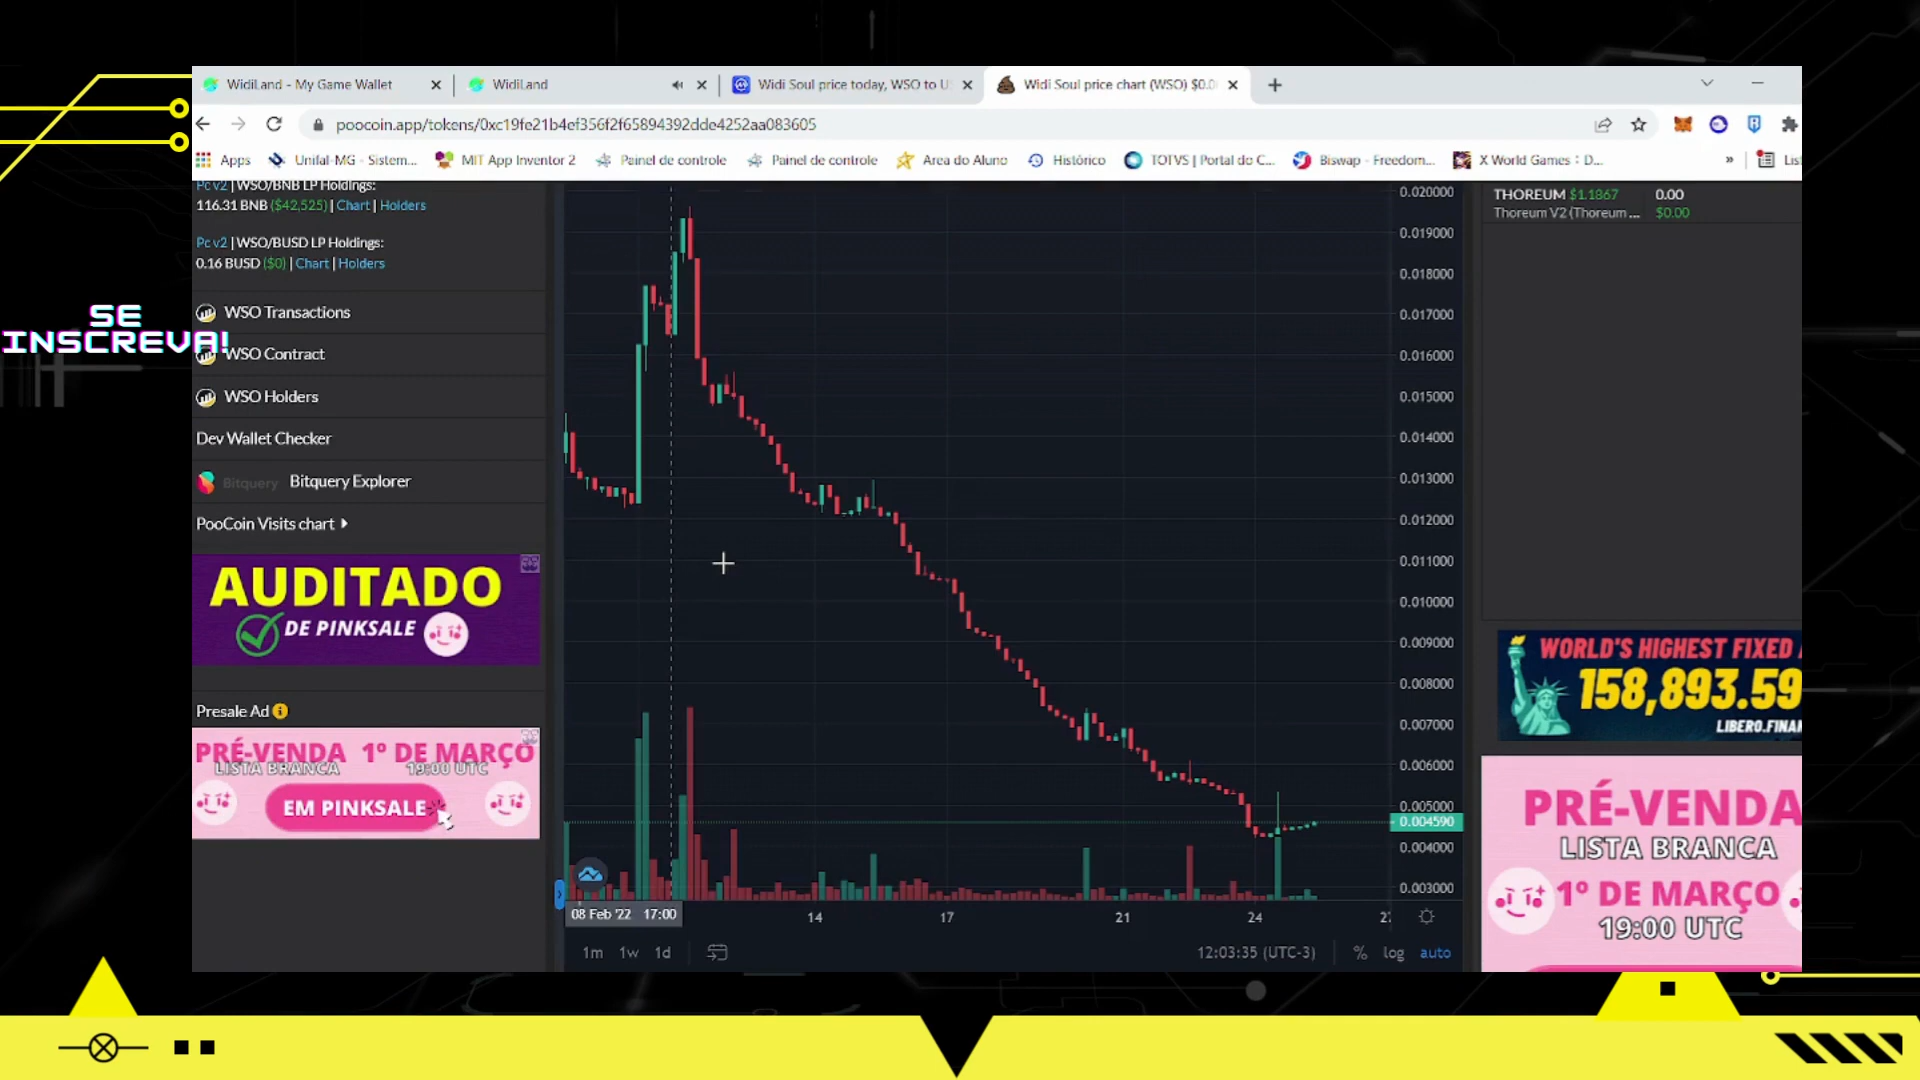 WidiLand - My Game Wallet
WidiLand
Widi Soul price today, WSO to U
Widi Soul price chart (WSO) $0.0
poocoin.app/tokens/0xc19fe21b4ef356f2f65894392dde4252aa083605
Apps
Unifal-MG - Sistem...
MIT App Inventor 2
Painel de controle
Painel de controle
Area do Aluno
Histórico
TOTVS | Portal do C...
Biswap - Freedom...
X World Games : D...
»
Lis
Pc v2 | WSO/BNB LP Holdings:
116.31 BNB ($42,525) | Chart | Holders
Pc v2 | WSO/BUSD LP Holdings:
0.16 BUSD ($0) | Chart | Holders
SE
INSCREVA!
WSO Transactions
WSO Contract
WSO Holders
Dev Wallet Checker
Bitquery
Bitquery Explorer
PooCoin Visits chart
AUDITADO
DE PINKSALE
Presale Ad
PRÉ-VENDA 1º DE MARÇO
LISTA BRANCA 19:00 UTC
EM PINKSALE
0.020000
0.019000
0.018000
0.017000
0.016000
0.015000
0.014000
0.013000
0.012000
0.011000
0.010000
0.009000
0.008000
0.007000
0.006000
0.005000
0.004590
0.004000
0.003000
08 Feb '22 17:00
14
17
21
24
1m
1w
1d
12:03:35 (UTC-3)
%
log
auto
THOREUM $1.1867
0.00
Thoreum V2 (Thoreum ...
$0.00
WORLD'S HIGHEST FIXED
158,893.59
LIBERO.FINAN
PRÉ-VENDA
LISTA BRANCA
1º DE MARÇO
19:00 UTC